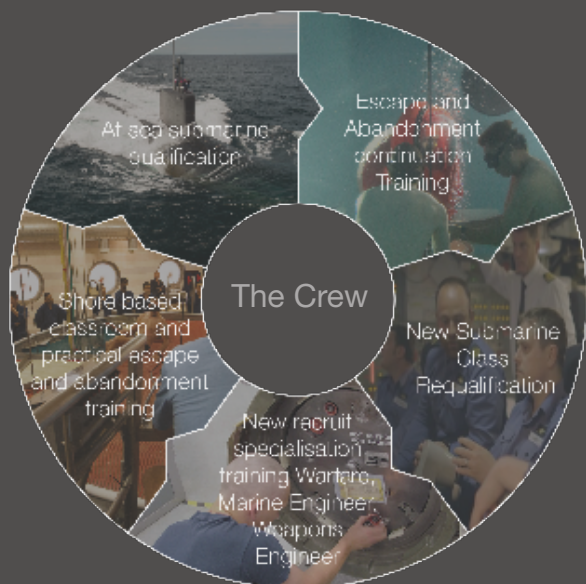 At sea submarine
qualification
Escape and
Abandonment
continuation
Training
The Crew
Shore based
classroom and
practical escape
and abandonment
training
New Submarine
Class
Requalification
New recruit
specialisation
training Warfare,
Marine Engineer,
Weapons
Engineer